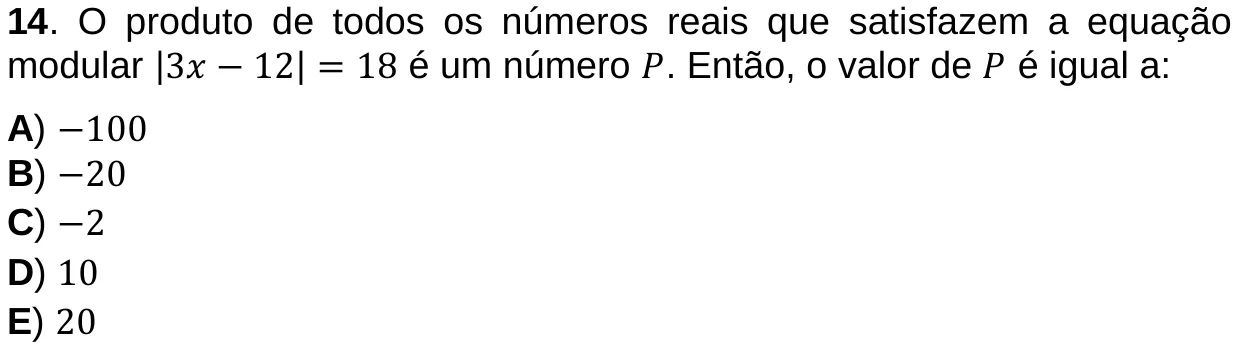 14. O produto de todos os números reais que satisfazem a equação
modular |3x − 12| = 18 é um número P. Então, o valor de P é igual a:
A) −100
B) −20
C) −2
D) 10
E) 20